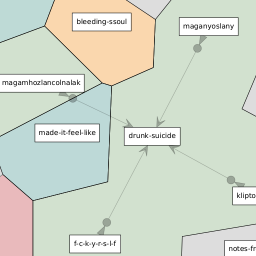 bleeding-ssoul
maganyoslany
magamhozlancolnalak
made-it-feel-like
drunk-suicide
klipto
f-c-k-y-r-s-l-f
notes-fr